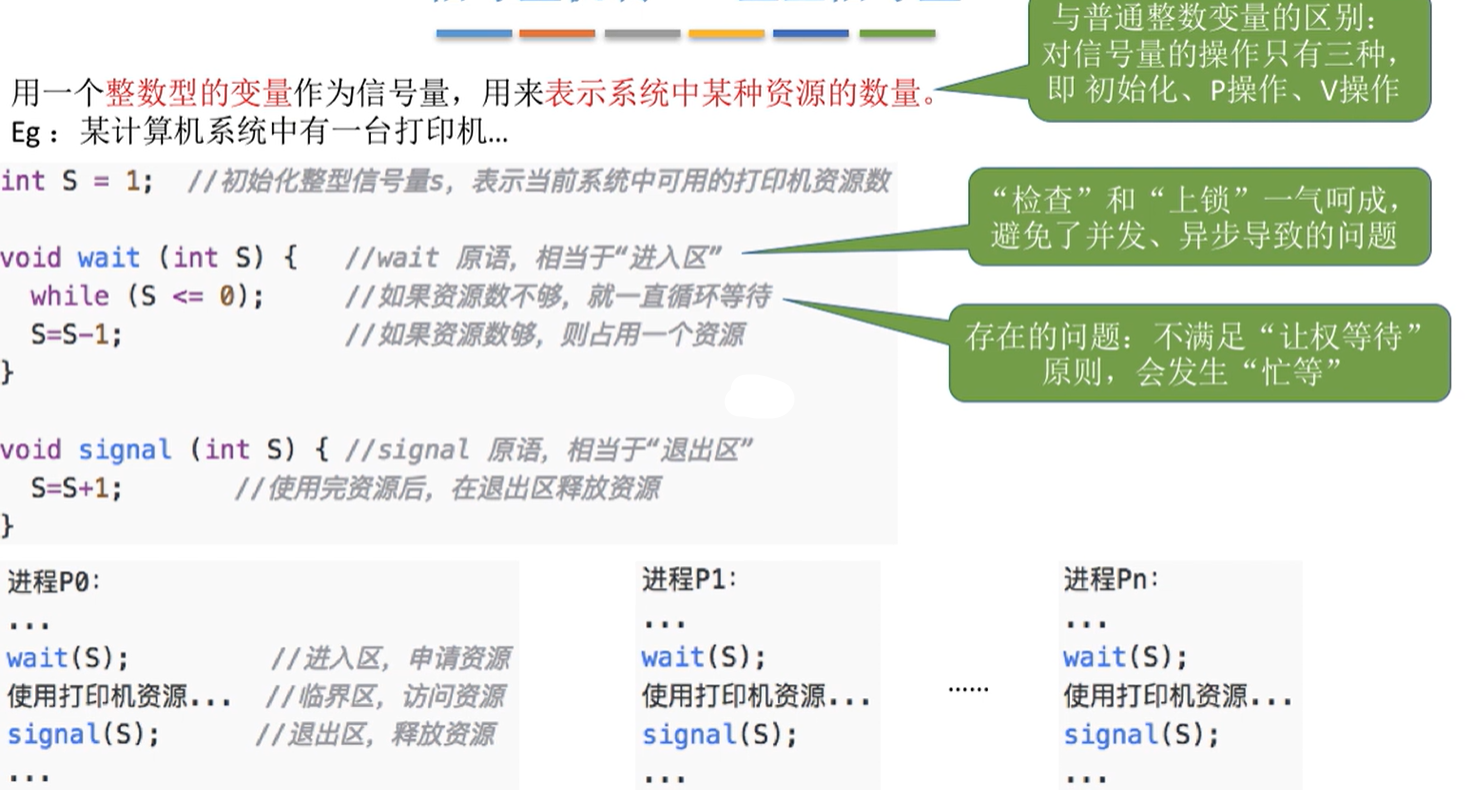 与普通整数变量的区别：
对信号量的操作只有三种，
即 初始化、P操作、V操作
用一个整数型的变量作为信号量，用来表示系统中某种资源的数量。
Eg：某计算机系统中有一台打印机…
int S = 1; //初始化整型信号量s，表示当前系统中可用的打印机资源数
“检查”和“上锁”一气呵成，
避免了并发、异步导致的问题
void wait (int S) { //wait 原语，相当于“进入区”
while (S <= 0); //如果资源数不够，就一直循环等待
S=S-1; //如果资源数够，则占用一个资源
}
存在的问题：不满足“让权等待”
原则，会发生“忙等”
void signal (int S) { //signal 原语，相当于“退出区”
S=S+1; //使用完资源后，在退出区释放资源
}
进程P0：
...
wait(S); //进入区，申请资源
使用打印机资源... //临界区，访问资源
signal(S); //退出区，释放资源
...
进程P1：
...
wait(S);
使用打印机资源...
signal(S);
...
......
进程Pn：
...
wait(S);
使用打印机资源...
signal(S);
...